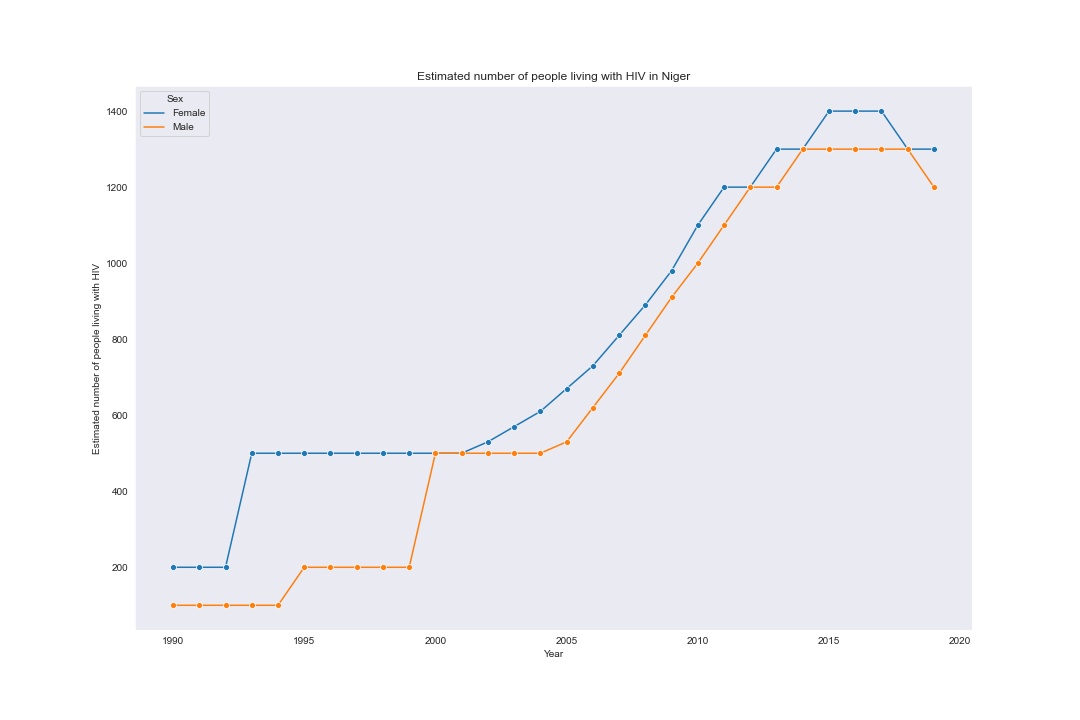 Estimated number of people living with HIV in Niger
Sex
Female
Male
1400
1200
1000
800
600
400
200
Estimated number of people living with HIV
1990 1995 2000 2005 2010 2015 2020
Year